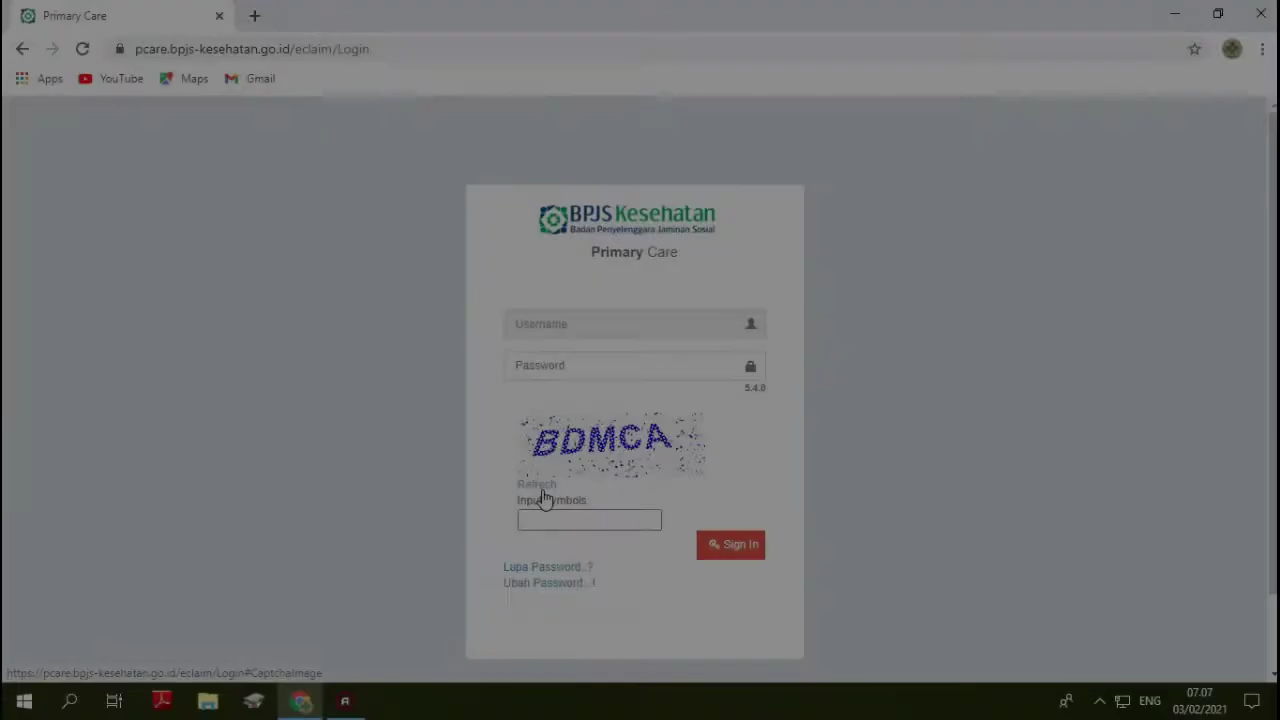 Primary Care
pcare.bpjs-kesehatan.go.id/eclaim/Login
Apps YouTube Maps Gmail
BPJS Kesehatan
Badan Penyelenggara Jaminan Sosial
Primary Care
Username
Password
5.4.0
BDMCA
Refresh
Input symbols
Sign In
Lupa Password..?
Ubah Password..!
https://pcare.bpjs-kesehatan.go.id/eclaim/Login#CaptchaImage
ENG
07.07
03/02/2021